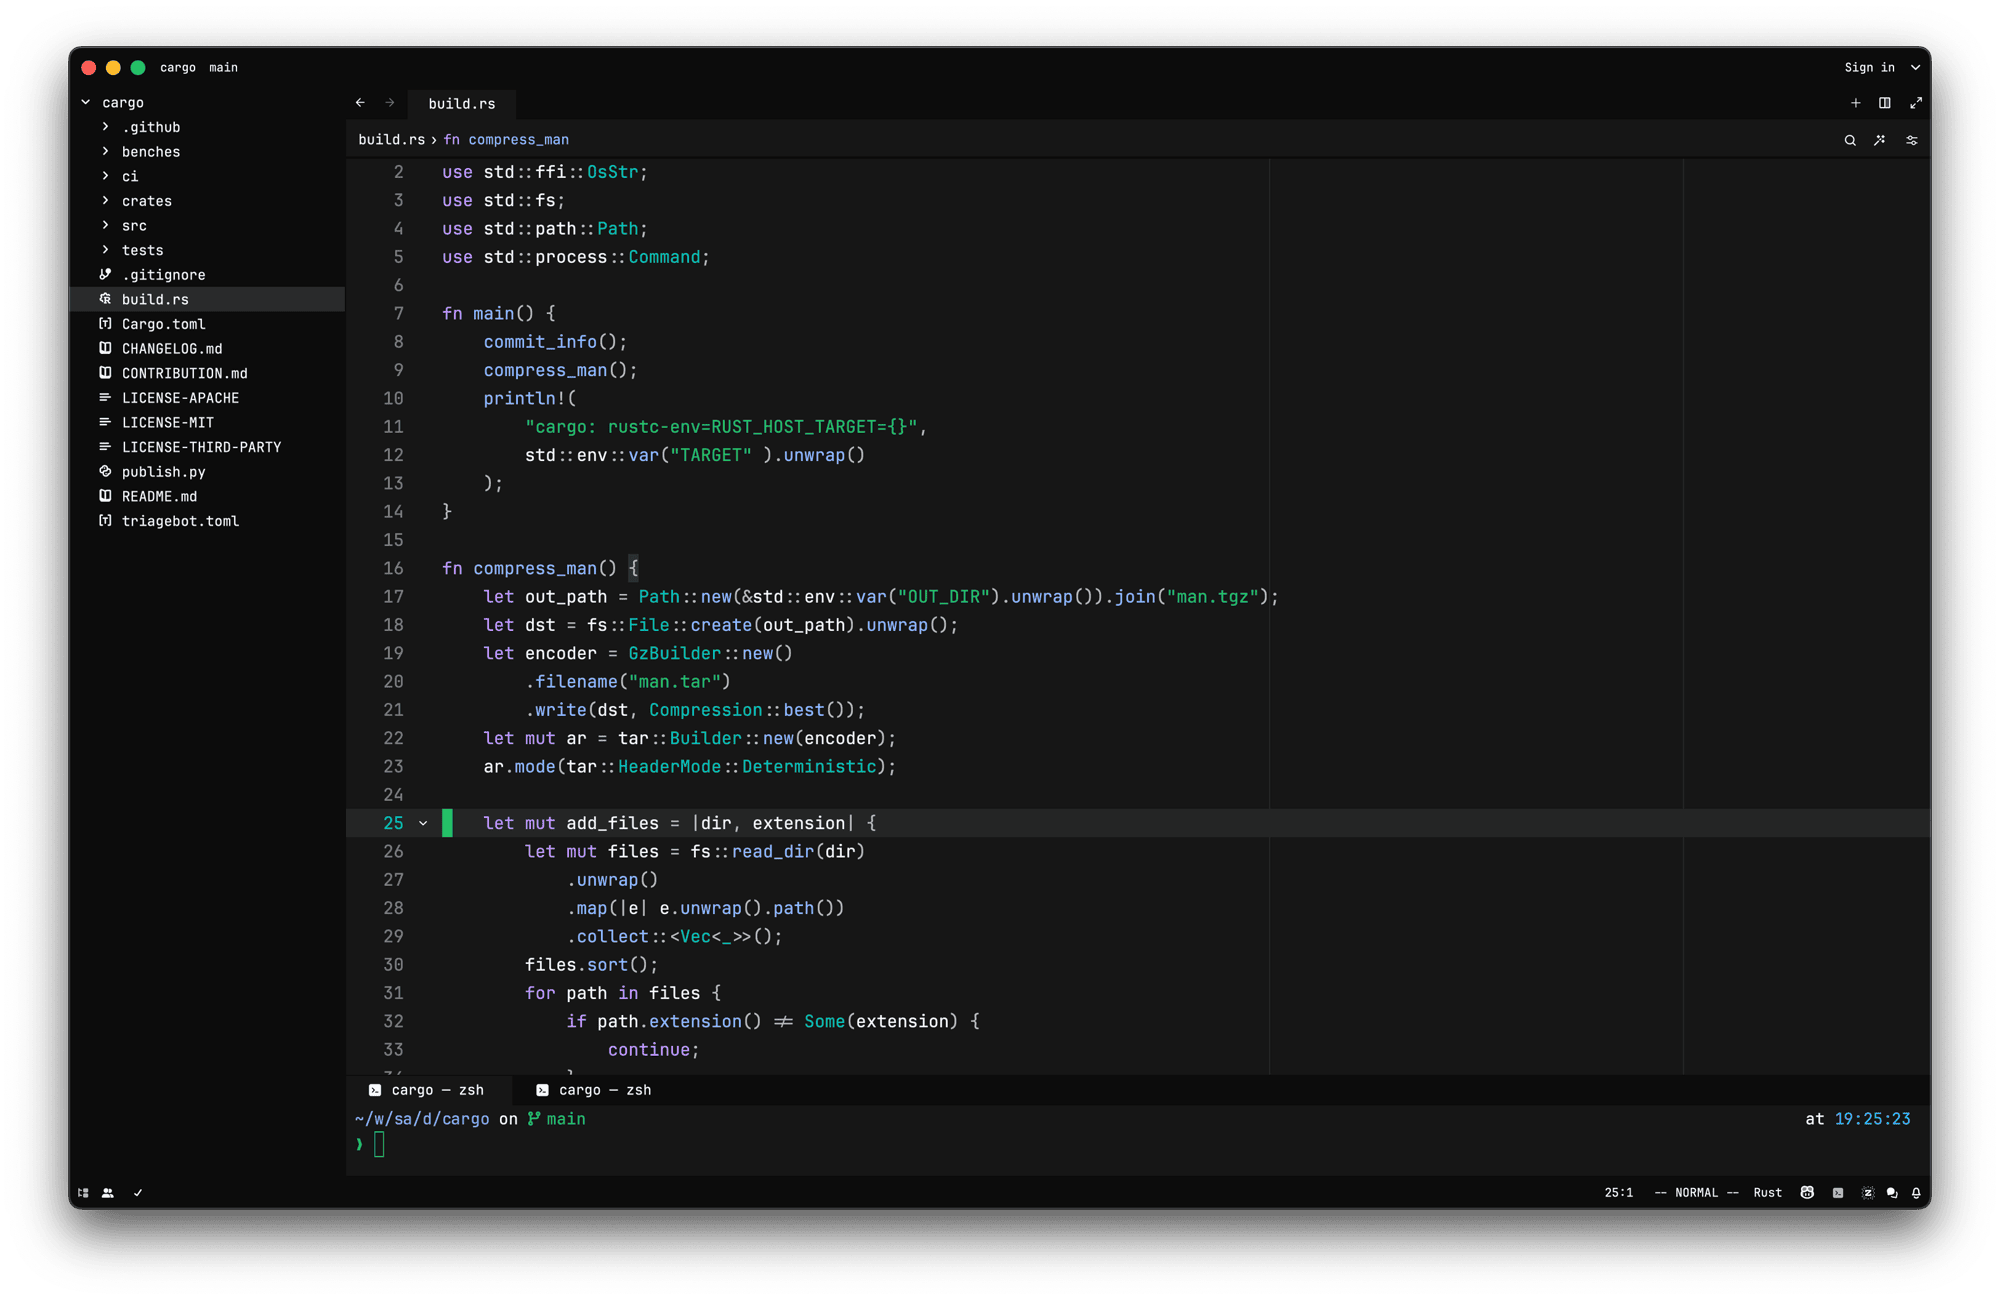 cargo main
Sign in
cargo
.github
benches
ci
crates
src
tests
.gitignore
build.rs
Cargo.toml
CHANGELOG.md
CONTRIBUTION.md
LICENSE-APACHE
LICENSE-MIT
LICENSE-THIRD-PARTY
publish.py
README.md
triagebot.toml
build.rs
build.rs › fn compress_man
2 use std::ffi::OsStr;
3 use std::fs;
4 use std::path::Path;
5 use std::process::Command;
6
7 fn main() {
8 commit_info();
9 compress_man();
10 println!(
11 "cargo: rustc-env=RUST_HOST_TARGET={}",
12 std::env::var("TARGET" ).unwrap()
13 );
14 }
15
16 fn compress_man() {
17 let out_path = Path::new(&std::env::var("OUT_DIR").unwrap()).join("man.tgz");
18 let dst = fs::File::create(out_path).unwrap();
19 let encoder = GzBuilder::new()
20 .filename("man.tar")
21 .write(dst, Compression::best());
22 let mut ar = tar::Builder::new(encoder);
23 ar.mode(tar::HeaderMode::Deterministic);
24
25 let mut add_files = |dir, extension| {
26 let mut files = fs::read_dir(dir)
27 .unwrap()
28 .map(|e| e.unwrap().path())
29 .collect::<Vec<_>>();
30 files.sort();
31 for path in files {
32 if path.extension() != Some(extension) {
33 continue;
cargo — zsh
cargo — zsh
~/w/sa/d/cargo on main
at 19:25:23
❯
25:1 -- NORMAL -- Rust